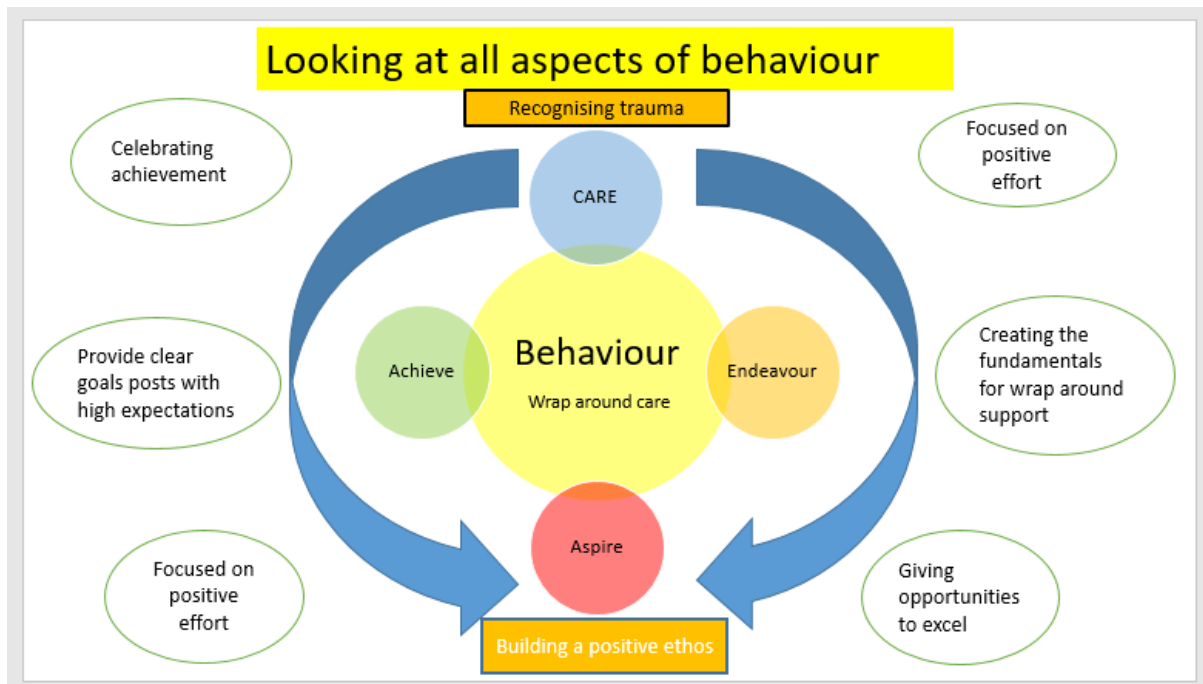 Looking at all aspects of behaviour
Recognising trauma
Celebrating
achievement
Focused on
positive
effort
CARE
Provide clear
goals posts with
high expectations
Achieve
Behaviour
Wrap around care
Endeavour
Creating the
fundamentals
for wrap around
support
Focused on
positive
effort
Aspire
Giving
opportunities
to excel
Building a positive ethos